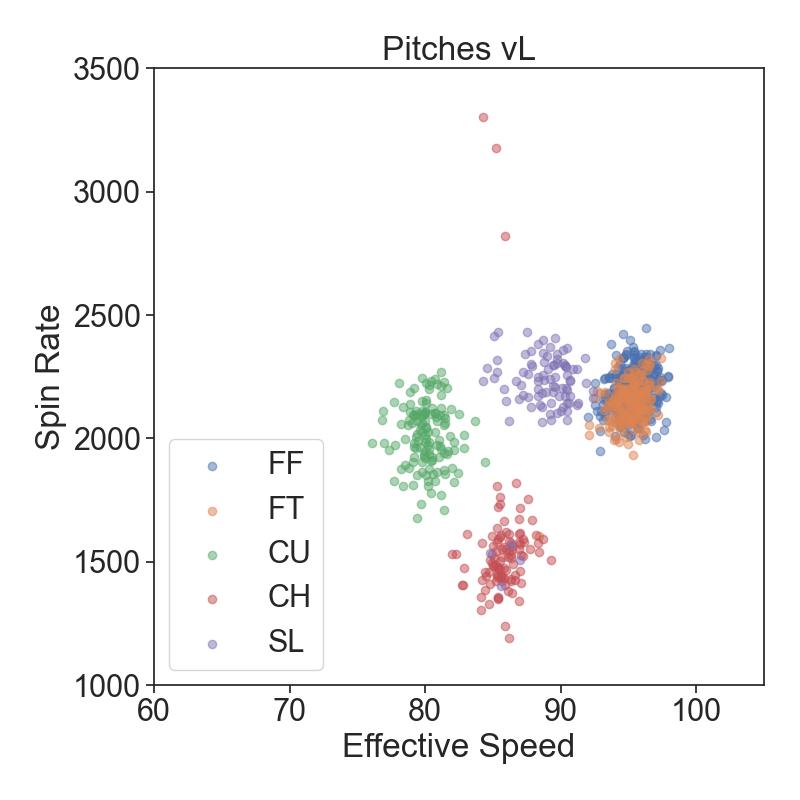 Pitches vL
3500
3000
2500
2000
1500
1000
Spin Rate
FF
FT
CU
CH
SL
60 70 80 90 100
Effective Speed